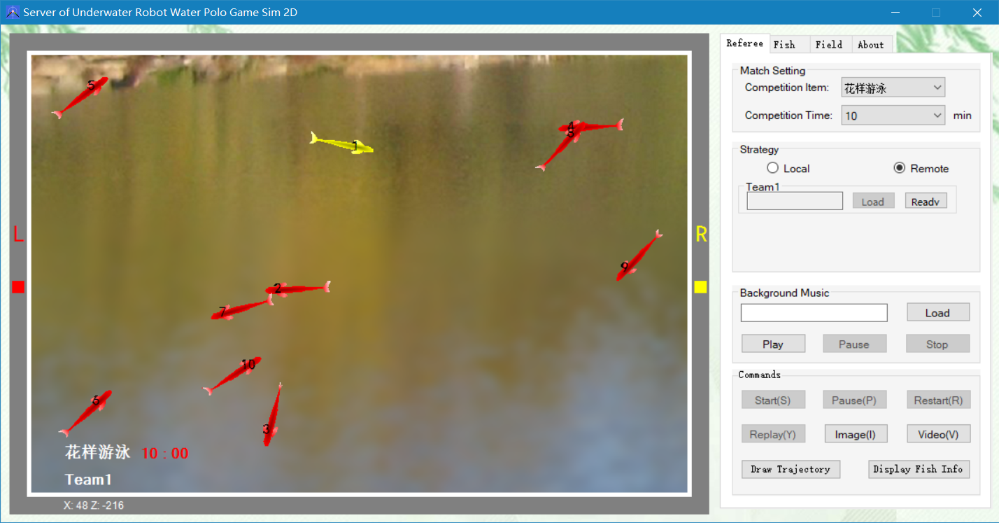 Server of Underwater Robot Water Polo Game Sim 2D
Referee Fish Field About
Match Setting
Competition Item: 花样游泳
Competition Time: 10 min
Strategy
Local Remote
Team1
Load Ready
Background Music
Load
Play Pause Stop
Commands
Start(S) Pause(P) Restart(R)
Replay(Y) Image(I) Video(V)
Draw Trajectory Display Fish Info
5
1
4
8
L
R
9
2
7
10
6
3
花样游泳 10 : 00
Team1
X: 48 Z: -216